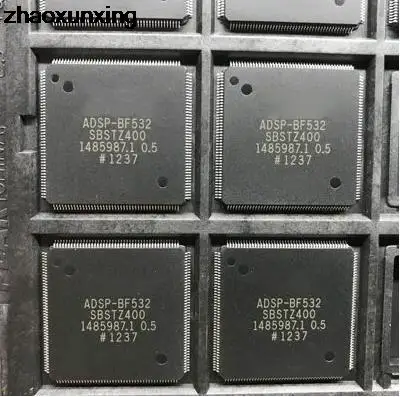 zhaoxunxing
ADSP-BF532
SBSTZ400
1485987.1 0.5
#1237
ADSP-BF532
SBSTZ400
1485987.1 0.5
#1237
ADSP-BF532
SBSTZ400
1485987.1 0.5
#1237
ADSP-BF532
SBSTZ400
1485987.1 0.5
#1237